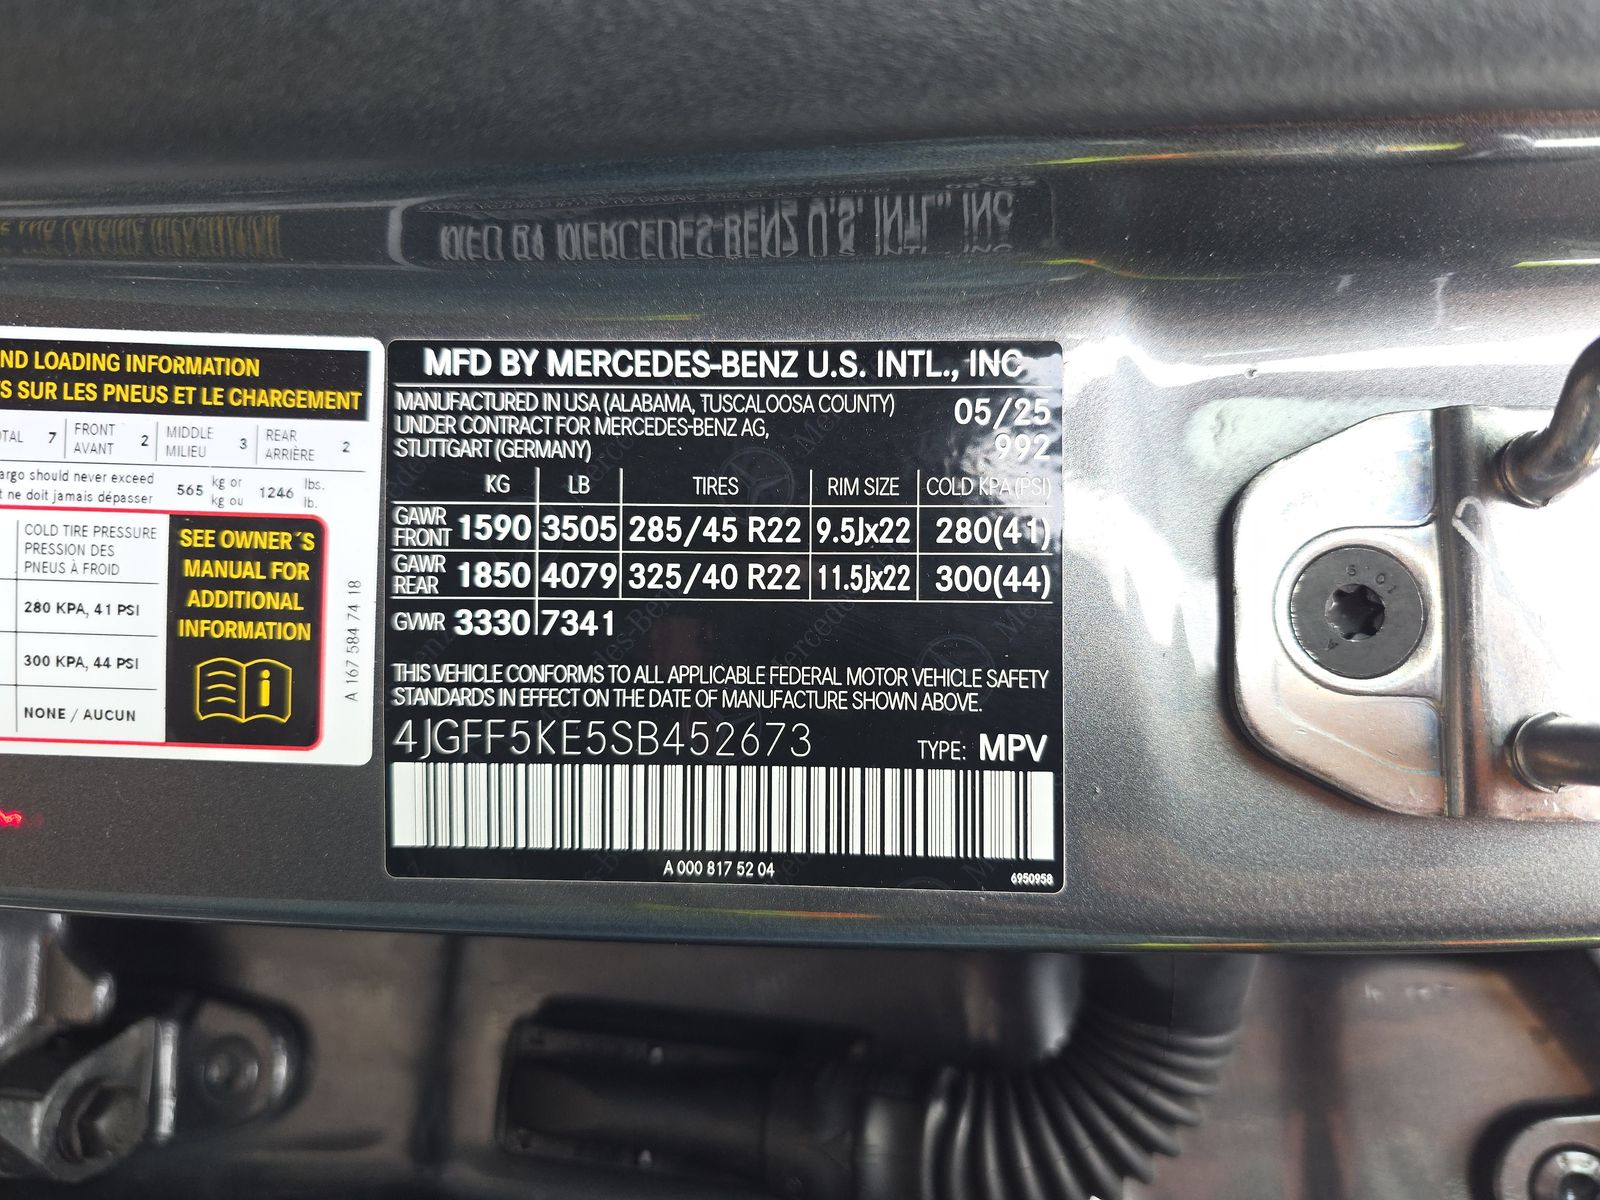 ND LOADING INFORMATION
S SUR LES PNEUS ET LE CHARGEMENT
OTAL 7 FRONT AVANT 2 MIDDLE MILIEU 3 REAR ARRIÈRE 2
argo should never exceed
t ne doit jamais dépasser 565 kg or kg ou 1246 lbs. lb.
COLD TIRE PRESSURE
PRESSION DES
PNEUS À FROID
280 KPA, 41 PSI
300 KPA, 44 PSI
NONE / AUCUN
SEE OWNER´S
MANUAL FOR
ADDITIONAL
INFORMATION
A 167 584 74 18
MFD BY MERCEDES-BENZ U.S. INTL., INC
MANUFACTURED IN USA (ALABAMA, TUSCALOOSA COUNTY) 05/25
UNDER CONTRACT FOR MERCEDES-BENZ AG,
STUTTGART (GERMANY) 992
KG LB TIRES RIM SIZE COLD KPA (PSI)
GAWR FRONT 1590 3505 285/45 R22 9.5Jx22 280(41)
GAWR REAR 1850 4079 325/40 R22 11.5Jx22 300(44)
GVWR 3330 7341
THIS VEHICLE CONFORMS TO ALL APPLICABLE FEDERAL MOTOR VEHICLE SAFETY
STANDARDS IN EFFECT ON THE DATE OF MANUFACTURE SHOWN ABOVE.
4JGFF5KE5SB452673 TYPE: MPV
A 000 817 52 04
6950958